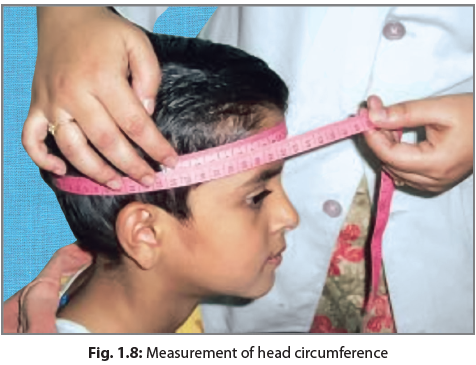 Fig. 1.8: Measurement of head circumference